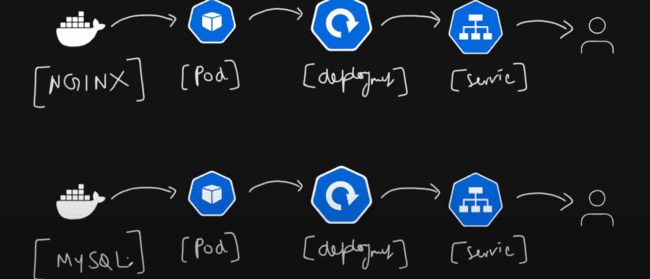 [NGINX] [Pod] [deployment] [service]
[MySQL] [Pod] [deployment] [service]